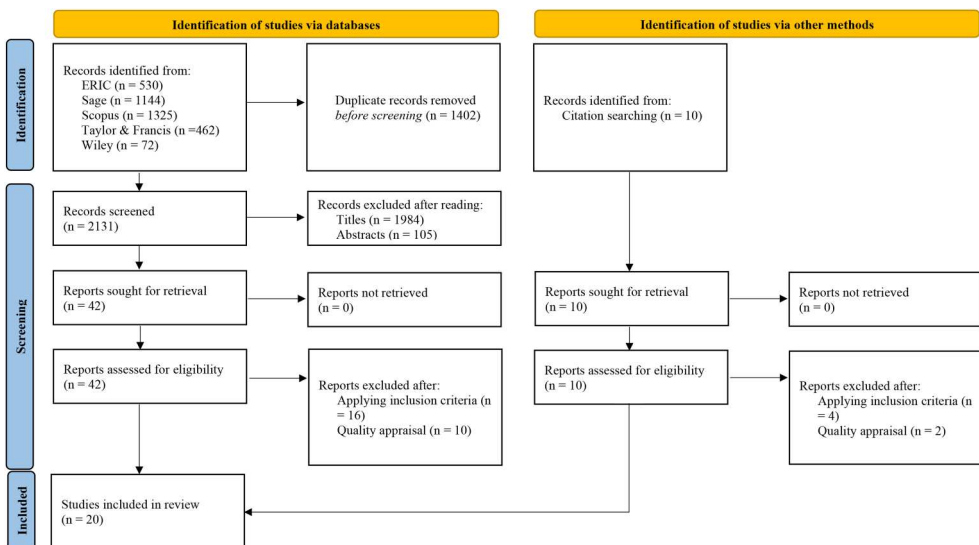 Identification of studies via databases
Identification of studies via other methods
Identification
Records identified from:
ERIC (n = 530)
Sage (n = 1144)
Scopus (n = 1325)
Taylor & Francis (n =462)
Wiley (n = 72)
Duplicate records removed
before screening (n = 1402)
Records identified from:
Citation searching (n = 10)
Screening
Records screened
(n = 2131)
Records excluded after reading:
Titles (n = 1984)
Abstracts (n = 105)
Reports sought for retrieval
(n = 42)
Reports not retrieved
(n = 0)
Reports sought for retrieval
(n = 10)
Reports not retrieved
(n = 0)
Reports assessed for eligibility
(n = 42)
Reports excluded after:
Applying inclusion criteria (n
= 16)
Quality appraisal (n = 10)
Reports assessed for eligibility
(n = 10)
Reports excluded after:
Applying inclusion criteria (n =
4)
Quality appraisal (n = 2)
Included
Studies included in review
(n = 20)